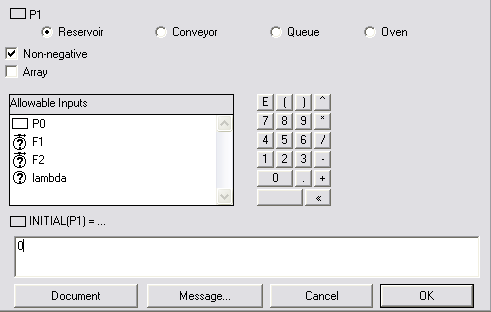 P1
Reservoir Conveyor Queue Oven
Non-negative
Array
Allowable Inputs
P0
F1
F2
lambda
E ( ) ^
7 8 9 *
4 5 6 /
1 2 3 -
0 . +
«
INITIAL(P1) = ...
0
Document Message... Cancel OK